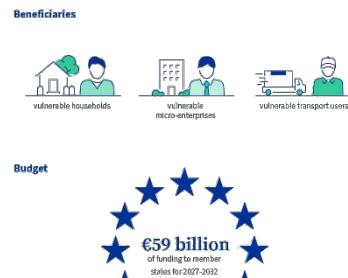 Beneficiaries
vulnerable households
vulnerable
micro-enterprises
vulnerable transport users
Budget
€59 billion
of funding to member
states for 2027-2032